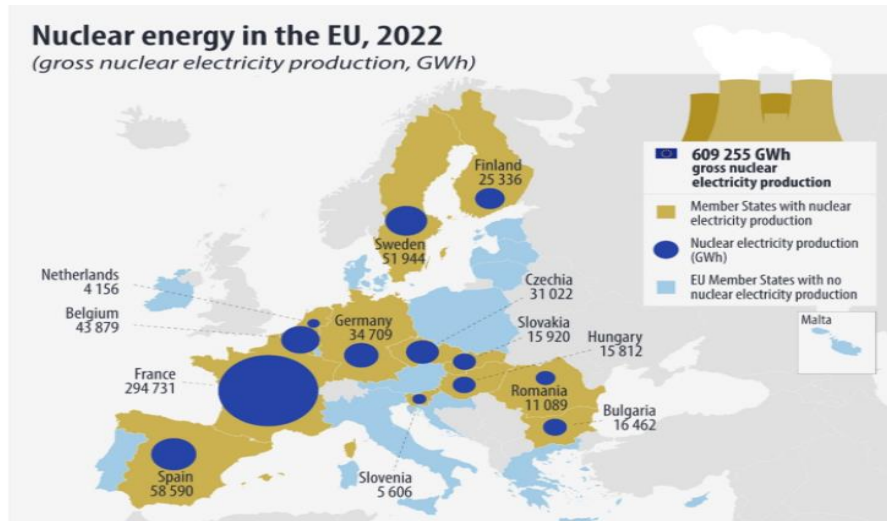 Nuclear energy in the EU, 2022
(gross nuclear electricity production, GWh)
609 255 GWh
gross nuclear
electricity production
Member States with nuclear
electricity production
Nuclear electricity production
(GWh)
EU Member States with no
nuclear electricity production
Malta
Finland
25 336
Sweden
51 944
Netherlands
4 156
Belgium
43 879
Germany
34 709
Czechia
31 022
Slovakia
15 920
Hungary
15 812
France
294 731
Romania
11 089
Bulgaria
16 462
Spain
58 590
Slovenia
5 606